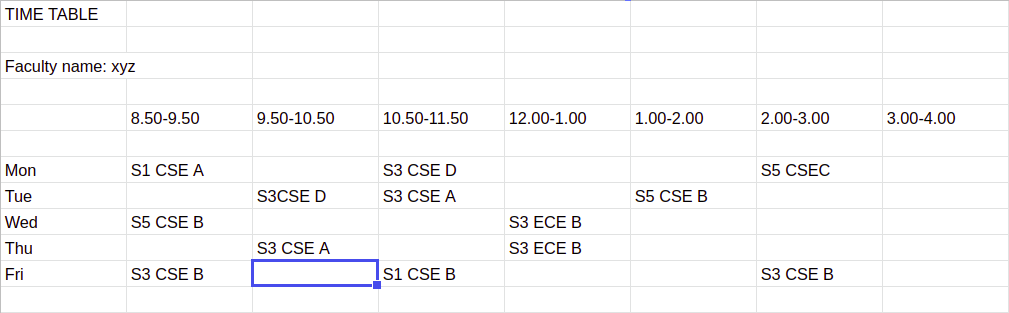 TIME TABLE
Faculty name: xyz
8.50-9.50 9.50-10.50 10.50-11.50 12.00-1.00 1.00-2.00 2.00-3.00 3.00-4.00
Mon S1 CSE A S3 CSE D S5 CSEC
Tue S3CSE D S3 CSE A S5 CSE B
Wed S5 CSE B S3 ECE B
Thu S3 CSE A S3 ECE B
Fri S3 CSE B S1 CSE B S3 CSE B